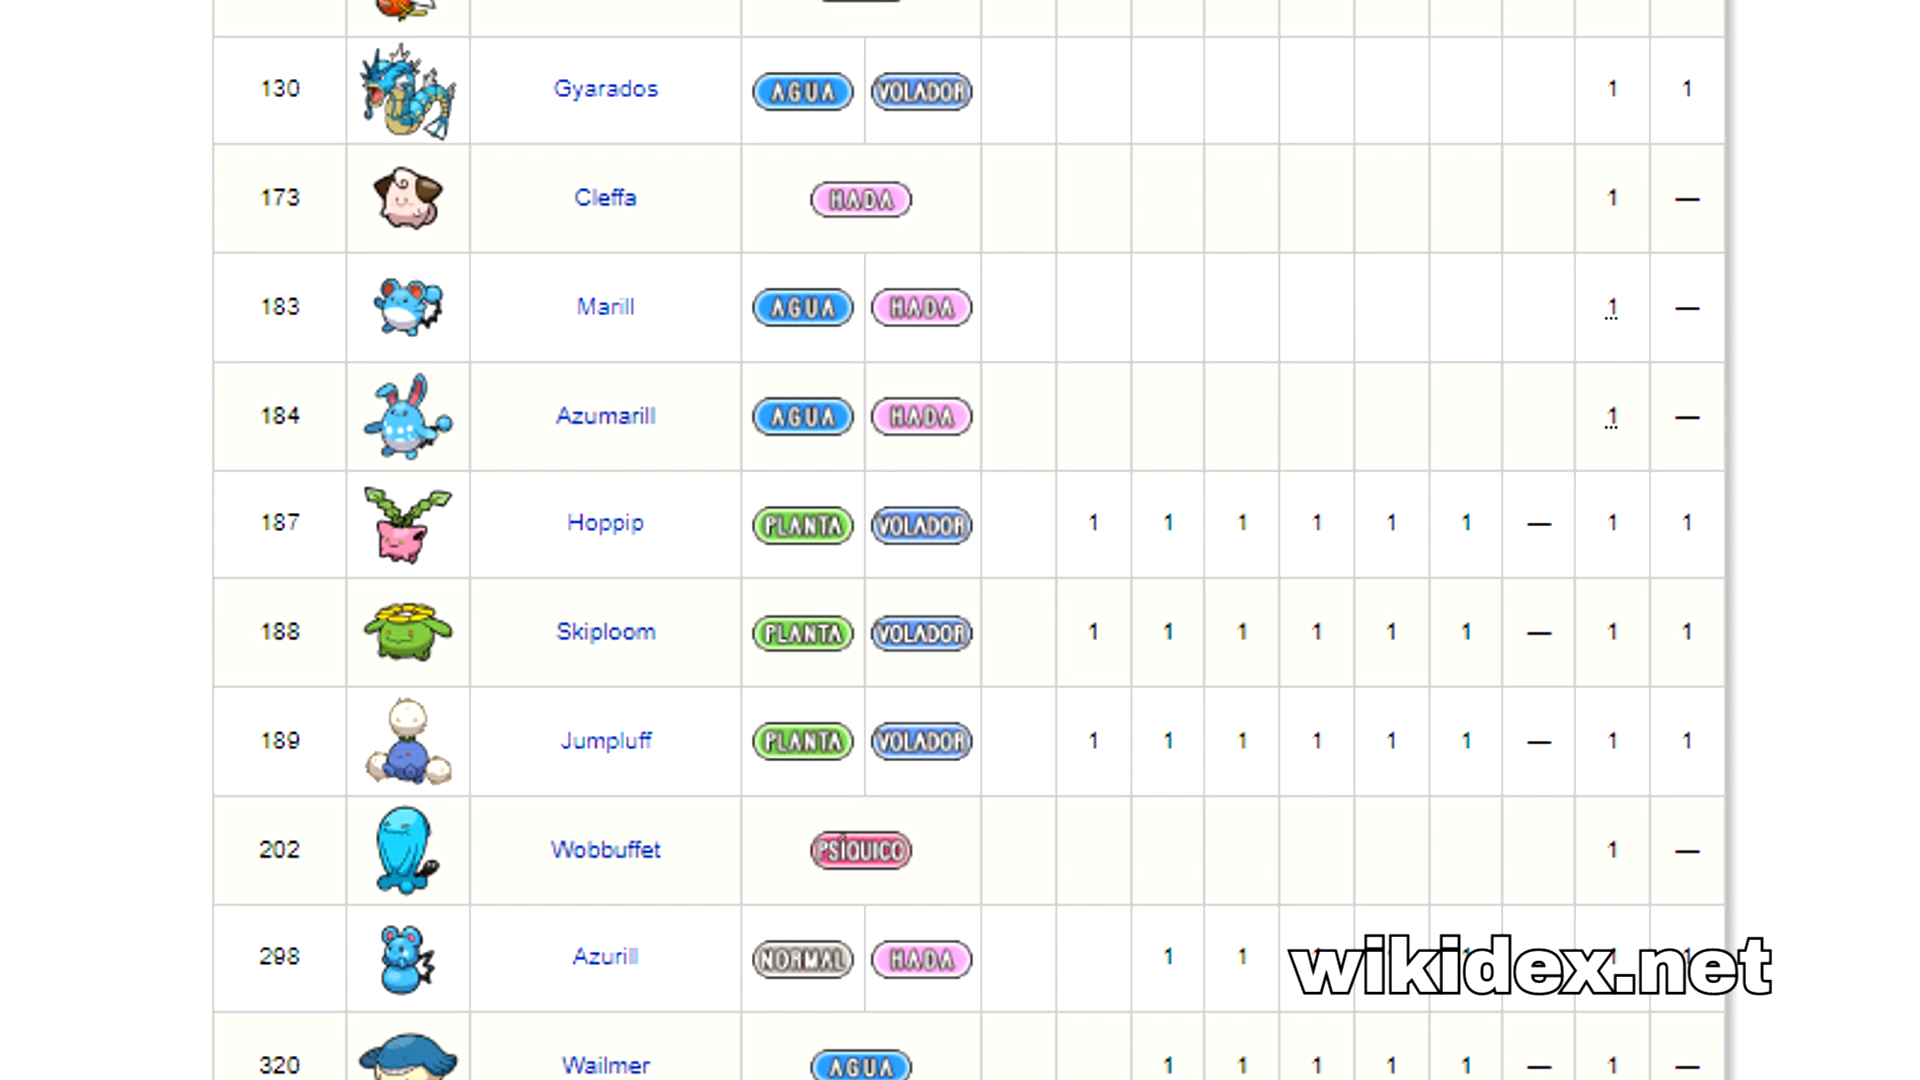 130 Gyarados AGUA VOLADOR 1 1
173 Cleffa HADA 1 —
183 Marill AGUA HADA 1 —
184 Azumarill AGUA HADA 1 —
187 Hoppip PLANTA VOLADOR 1 1 1 1 1 1 — 1 1
188 Skiploom PLANTA VOLADOR 1 1 1 1 1 1 — 1 1
189 Jumpluff PLANTA VOLADOR 1 1 1 1 1 1 — 1 1
202 Wobbuffet PSÍQUICO 1 —
298 Azurill NORMAL HADA 1 1
wikidex.net
320 Wailmer AGUA 1 1 1 1 1 — 1 —